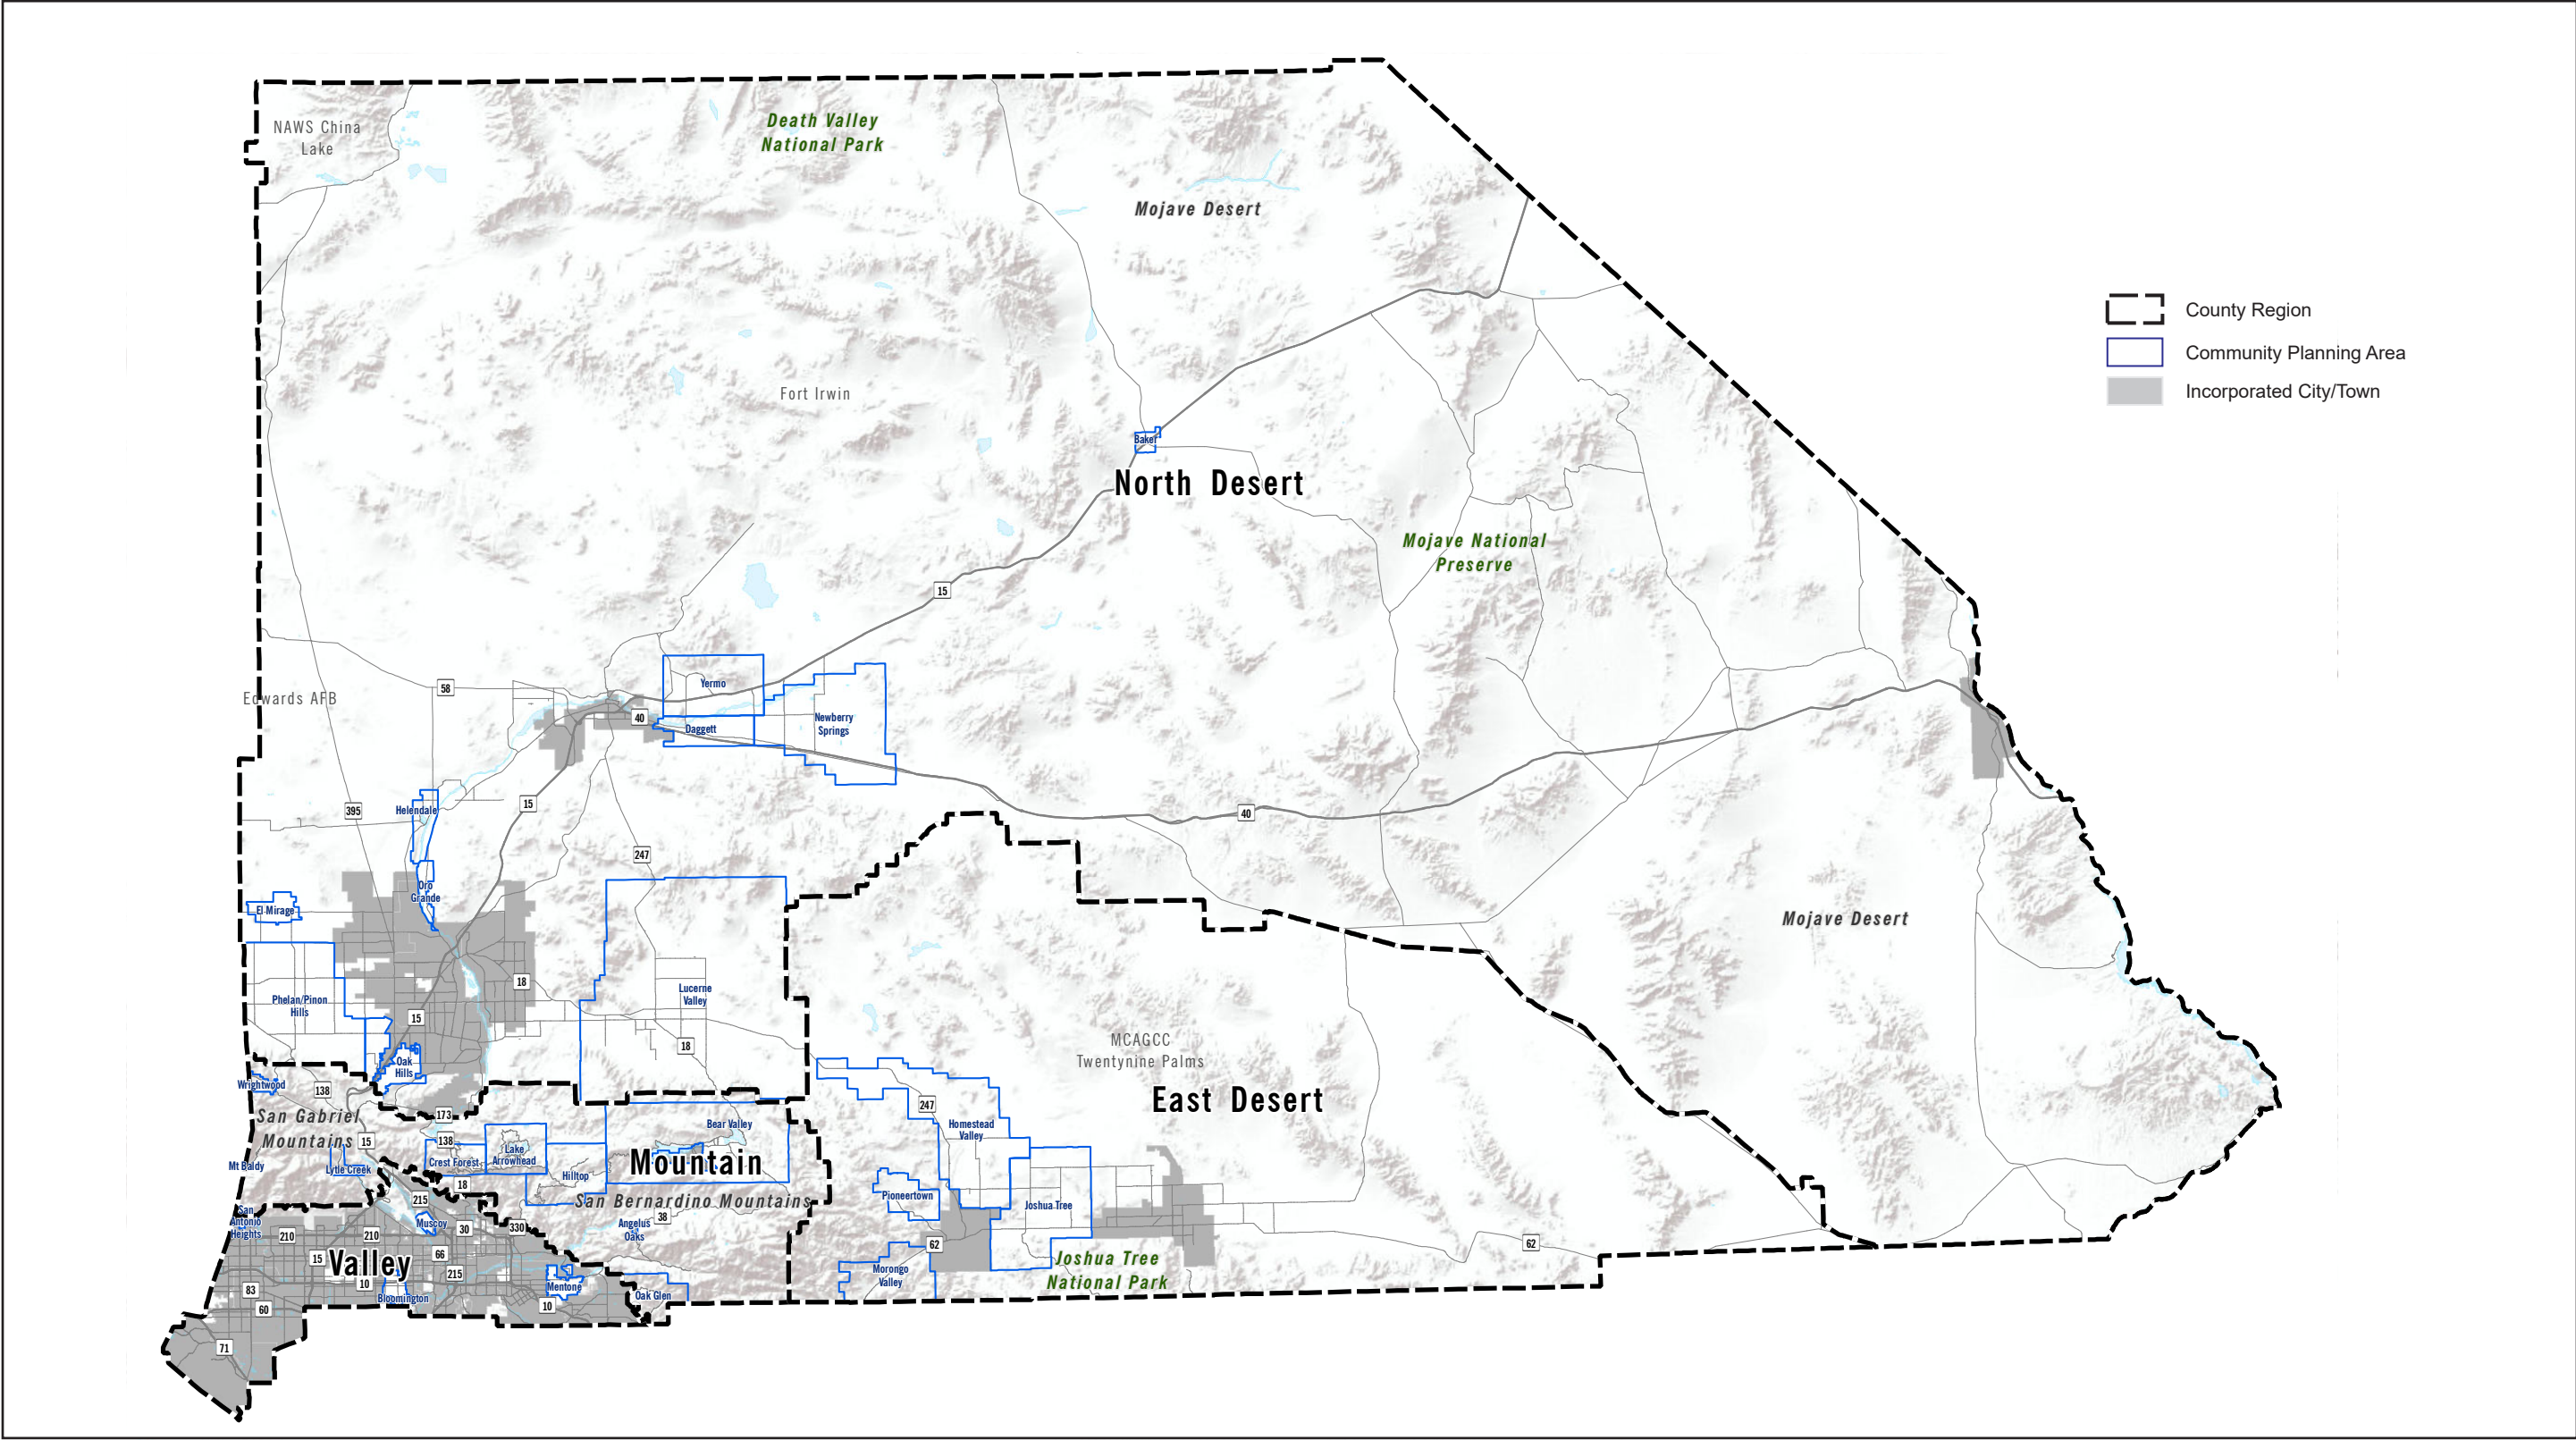 NAWS China
Lake
Death Valley
National Park
Mojave Desert
County Region
Community Planning Area
Incorporated City/Town
Fort Irwin
Baker
North Desert
Mojave National
Preserve
15
Edwards AFB
58
Yermo
40
Daggett
Newberry
Springs
395
Helendale
15
40
247
Oro
Grande
El Mirage
Mojave Desert
18
Phelan/Pinon
Hills
Lucerne
Valley
15
18
MCAGCC
Twentynine Palms
Oak
Hills
Wrightwood
138
East Desert
247
San Gabriel
Mountains
173
15
138
Bear Valley
Homestead
Valley
Lake
Arrowhead
Crest Forest
Mt Baldy
Lytle Creek
Mountain
Hilltop
18
215
San Bernardino Mountains
Pioneertown
Joshua Tree
San
Antonio
Heights
Muscoy
30
330
38
Angelus
Oaks
210
210
66
15
Valley
62
62
Joshua Tree
National Park
Morongo
Valley
215
10
83
Bloomington
Mentone
Oak Glen
60
10
71